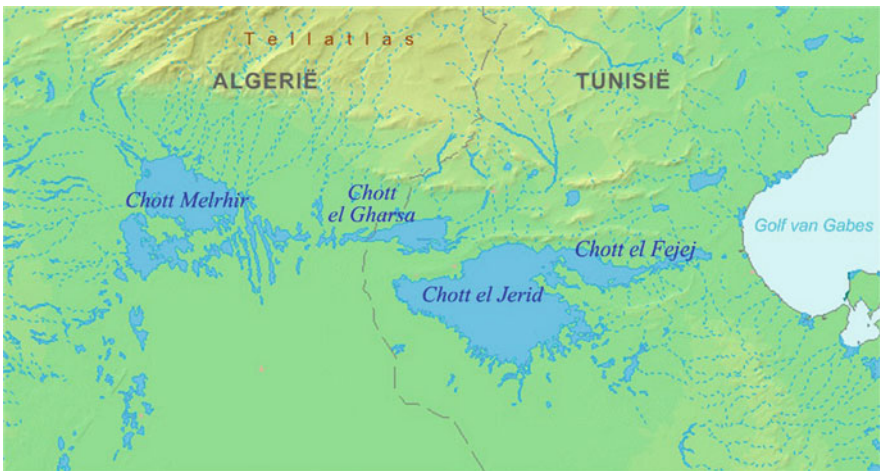 Tellatlas
ALGERIË
TUNISIË
Chott Melrhir
Chott
el Gharsa
Golf van Gabes
Chott el Fejej
Chott el Jerid